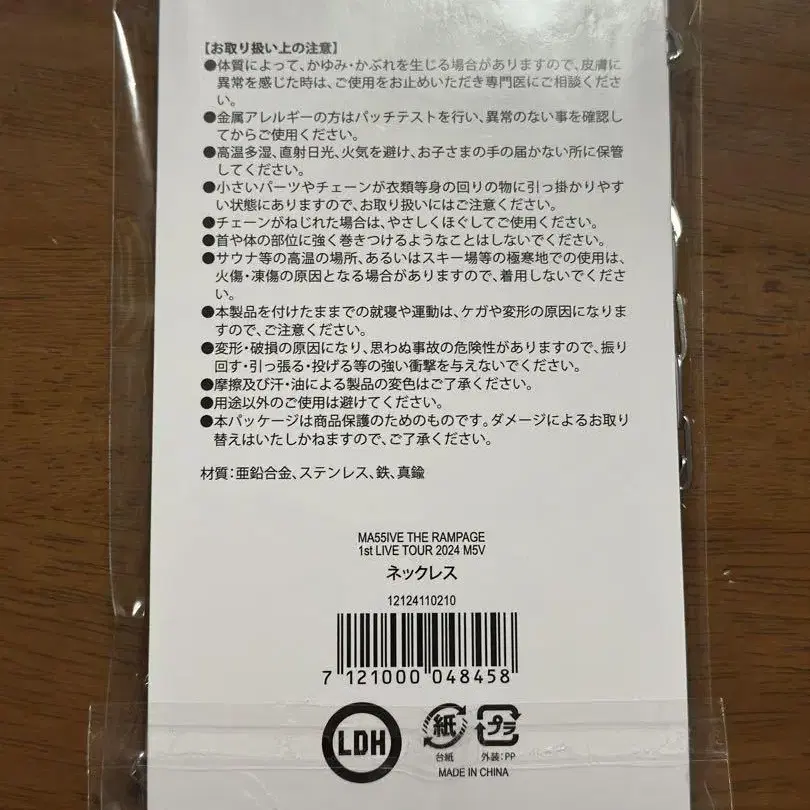 【お取り扱い上の注意】
●体質によって、かゆみ・かぶれを生じる場合がありますので、皮膚に
異常を感じた時は、ご使用をお止めいただき専門医にご相談くださ
い。
●金属アレルギーの方はパッチテストを行い、異常のない事を確認し
てからご使用ください。
●高温多湿、直射日光、火気を避け、お子さまの手の届かない所に保管
してください。
●小さいパーツやチェーンが衣類等身の回りの物に引っ掛かりやす
い状態にありますので、お取り扱いにはご注意ください。
●チェーンがねじれた場合は、やさしくほぐしてご使用ください。
●首や体の部位に強く巻きつけるようなことはしないでください。
●サウナ等の高温の場所、あるいはスキー場等の極寒地での使用は、
火傷・凍傷の原因となる場合がありますので、着用しないでくださ
い。
●本製品を付けたままでの就寝や運動は、ケガや変形の原因になりま
すので、ご注意ください。
●変形・破損の原因になり、思わぬ事故の危険性がありますので、振り
回す・引っ張る・投げる等の強い衝撃を与えないでください。
●摩擦及び汗・油による製品の変色はご了承ください。
●用途以外のご使用は避けてください。
●本パッケージは商品保護のためのものです。ダメージによるお取り
替えはいたしかねますので、ご了承ください。
材質:亜鉛合金、ステンレス、鉄、真鍮
MA55IVE THE RAMPAGE
1st LIVE TOUR 2024 M5V
ネックレス
12124110210
7 121000 048458
LDH
紙
プラ
台紙
外装:PP
MADE IN CHINA